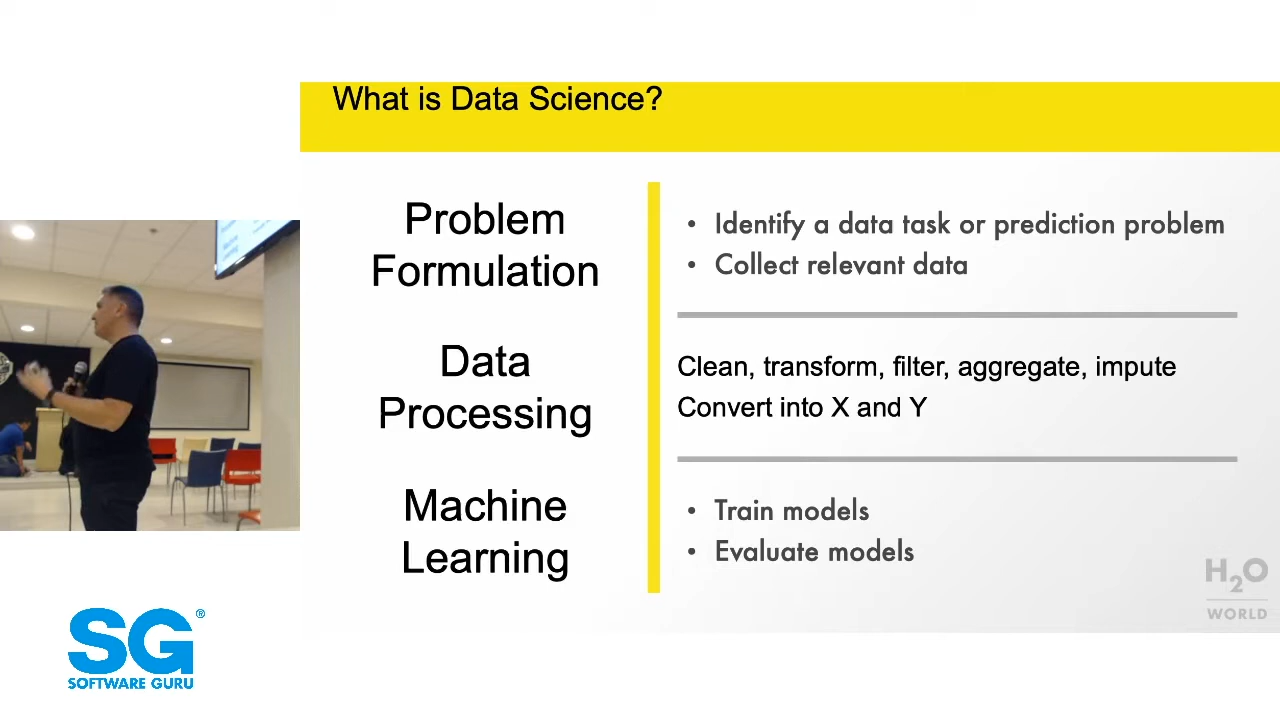 What is Data Science?
Problem
Formulation
• Identify a data task or prediction problem
• Collect relevant data
Data
Processing
Clean, transform, filter, aggregate, impute
Convert into X and Y
Machine
Learning
• Train models
• Evaluate models
H2O
WORLD
SG®
SOFTWARE GURU